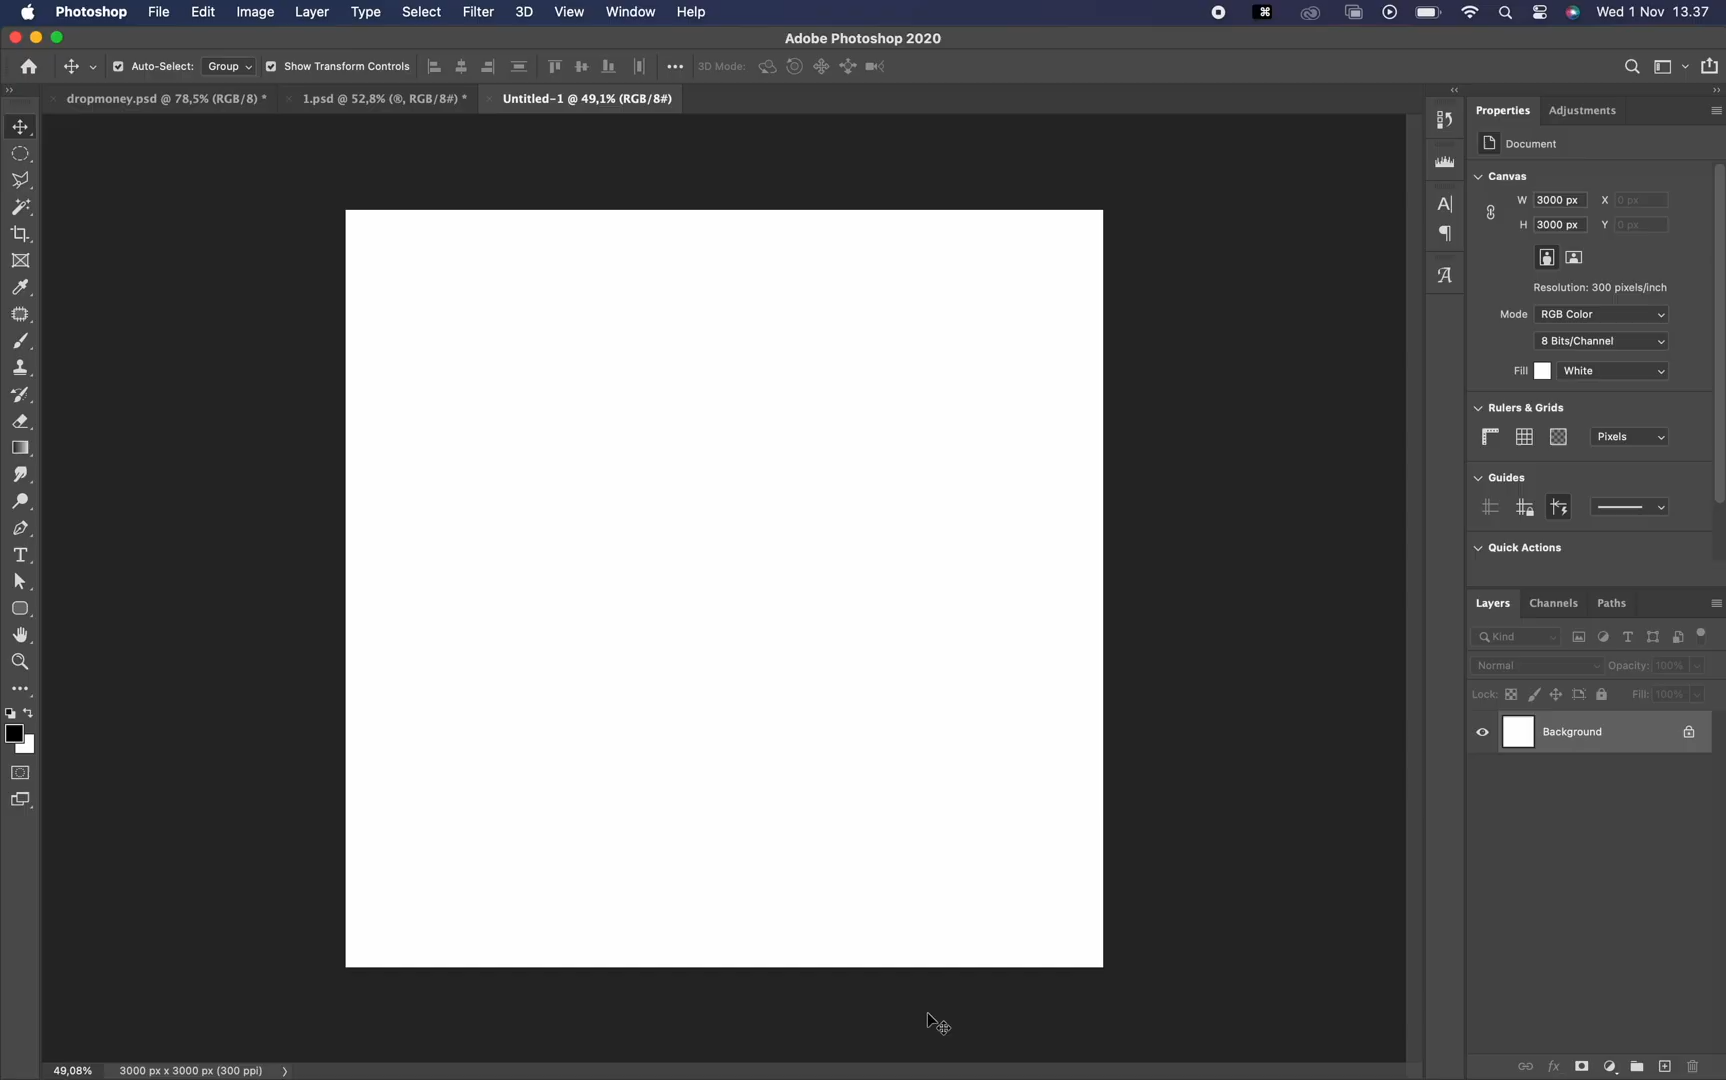 Photoshop File Edit Image Layer Type Select Filter 3D View Window Help Wed 1 Nov 13.37
Adobe Photoshop 2020
Auto-Select: Group Show Transform Controls 3D Mode:
dropmoney.psd @ 78,5% (RGB/8) * 1.psd @ 52,8% (®, RGB/8#) * Untitled-1 @ 49,1% (RGB/8#)
Properties Adjustments
Document
Canvas
W 3000 px X 0 px
H 3000 px Y 0 px
Resolution: 300 pixels/inch
Mode RGB Color
8 Bits/Channel
Fill White
Rulers & Grids
Pixels
Guides
Quick Actions
Layers Channels Paths
Kind
Normal Opacity: 100%
Lock: Fill: 100%
Background
49,08% 3000 px x 3000 px (300 ppi)